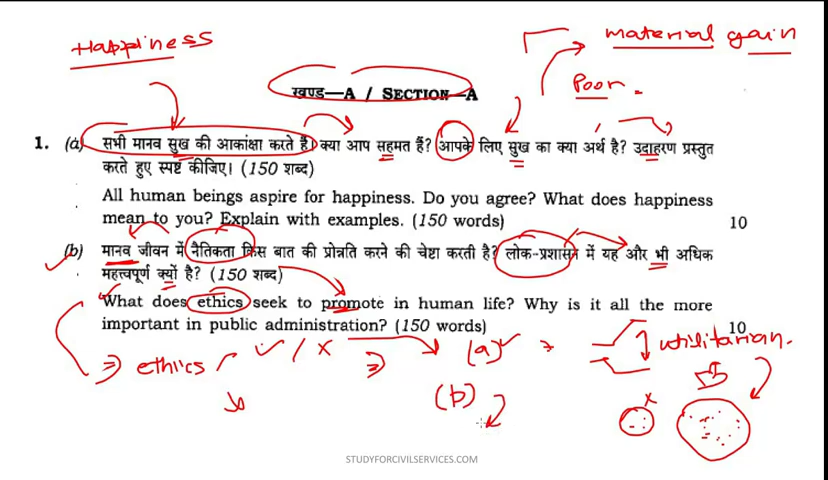 Happiness
material gain
Poor.
खण्ड—A / SECTION—A
1. (a) सभी मानव सुख की आकांक्षा करते हैं। क्या आप सहमत हैं? आपके लिए सुख का क्या अर्थ है? उदाहरण प्रस्तुत
करते हुए स्पष्ट कीजिए। (150 शब्द)
All human beings aspire for happiness. Do you agree? What does happiness
mean to you? Explain with examples. (150 words) 10
(b) मानव जीवन में नैतिकता किस बात की प्रोन्नति करने की चेष्टा करती है? लोक-प्रशासन में यह और भी अधिक
महत्त्वपूर्ण क्यों है? (150 शब्द)
What does ethics seek to promote in human life? Why is it all the more
important in public administration? (150 words) 10
ethics ✓ / x (a) utilitarian.
(b) x
STUDYFORCIVILSERVICES.COM